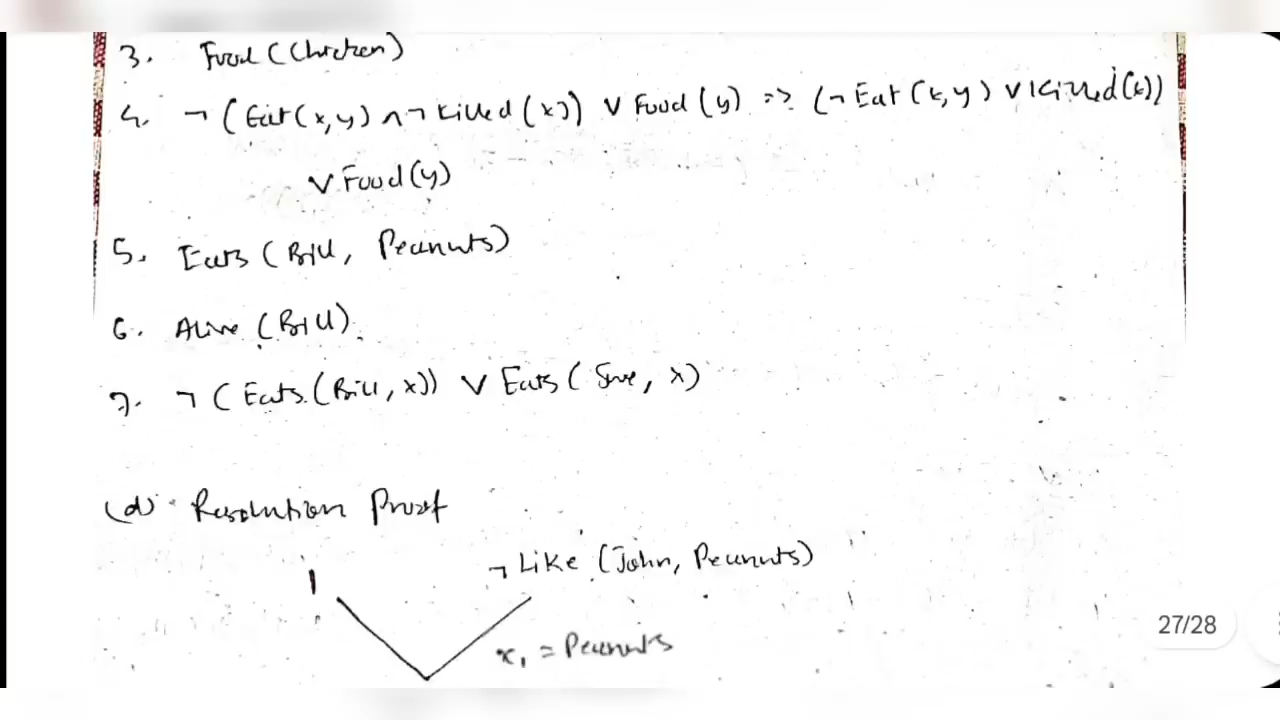 3. Food (Chicken)
4. ¬ (Eat(x,y) ∧ ¬ killed (x)) ∨ Food (y) => (¬ Eat (x,y) ∨ killed(x))
∨ Food(y)
5. Eats (Bill, Peanuts)
6. Alive (Bill).
7. ¬ (Eats (Bill, x)) ∨ Eats (Sue, x)
(d) Resolution Proof
1 ¬ Like (John, Peanuts)
x₁ = Peanuts
27/28